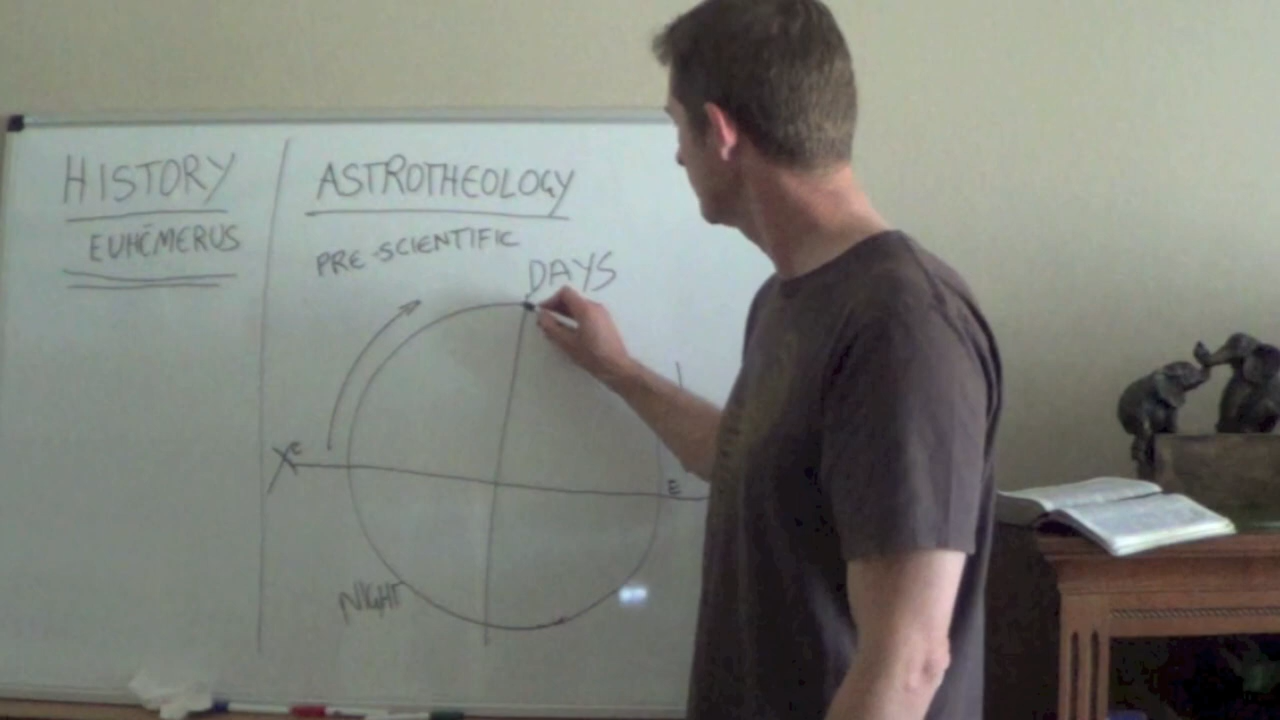 HISTORY
EUHĒMERUS
ASTROTHEOLOGY
PRE-SCIENTIFIC
DAYS
E
NIGHT